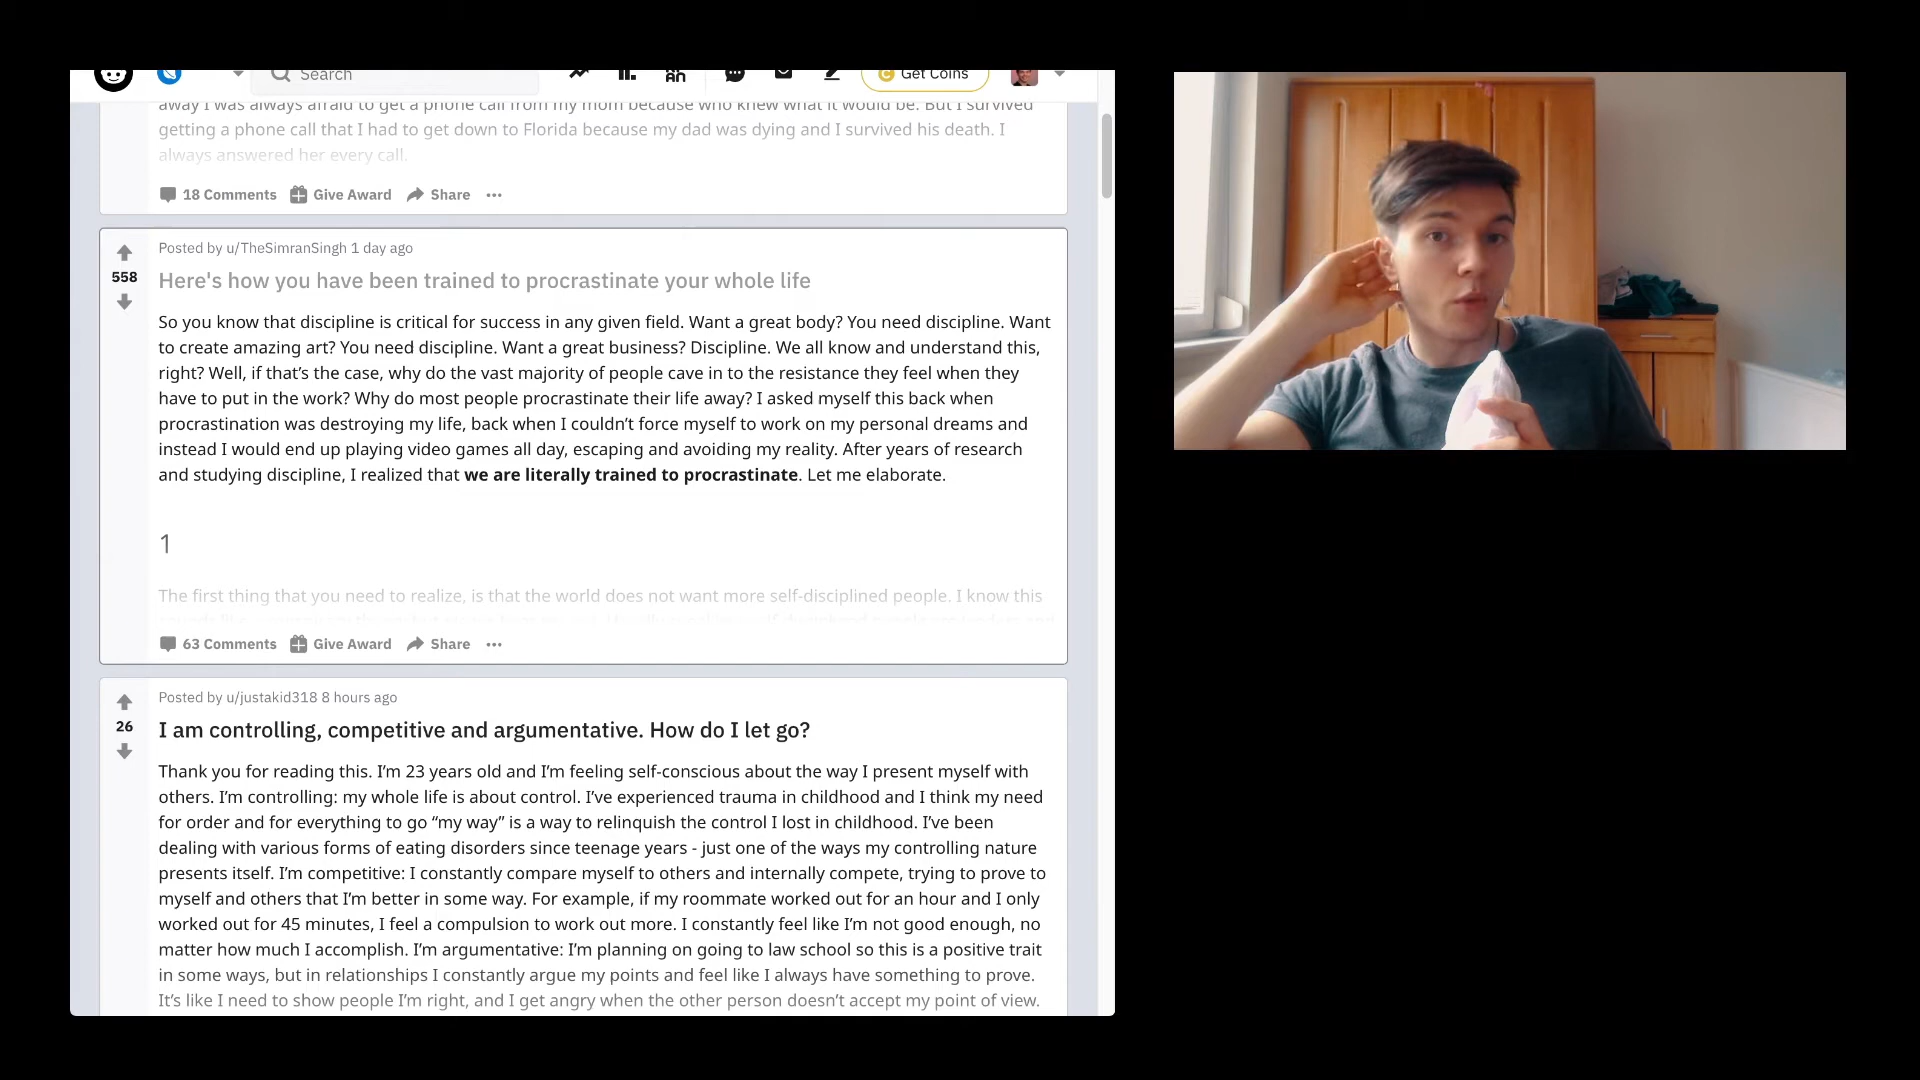 Search
Get Coins
away I was always afraid to get a phone call from my mom because who knew what it would be. But I survived
getting a phone call that I had to get down to Florida because my dad was dying and I survived his death. I
always answered her every call.
18 Comments Give Award Share
Posted by u/TheSimranSingh 1 day ago
558
Here's how you have been trained to procrastinate your whole life
So you know that discipline is critical for success in any given field. Want a great body? You need discipline. Want
to create amazing art? You need discipline. Want a great business? Discipline. We all know and understand this,
right? Well, if that’s the case, why do the vast majority of people cave in to the resistance they feel when they
have to put in the work? Why do most people procrastinate their life away? I asked myself this back when
procrastination was destroying my life, back when I couldn’t force myself to work on my personal dreams and
instead I would end up playing video games all day, escaping and avoiding my reality. After years of research
and studying discipline, I realized that we are literally trained to procrastinate. Let me elaborate.
1
The first thing that you need to realize, is that the world does not want more self-disciplined people. I know this
63 Comments Give Award Share
Posted by u/justakid318 8 hours ago
26
I am controlling, competitive and argumentative. How do I let go?
Thank you for reading this. I’m 23 years old and I’m feeling self-conscious about the way I present myself with
others. I’m controlling: my whole life is about control. I’ve experienced trauma in childhood and I think my need
for order and for everything to go “my way” is a way to relinquish the control I lost in childhood. I’ve been
dealing with various forms of eating disorders since teenage years - just one of the ways my controlling nature
presents itself. I’m competitive: I constantly compare myself to others and internally compete, trying to prove to
myself and others that I’m better in some way. For example, if my roommate worked out for an hour and I only
worked out for 45 minutes, I feel a compulsion to work out more. I constantly feel like I’m not good enough, no
matter how much I accomplish. I’m argumentative: I’m planning on going to law school so this is a positive trait
in some ways, but in relationships I constantly argue my points and feel like I always have something to prove.
It’s like I need to show people I’m right, and I get angry when the other person doesn’t accept my point of view.